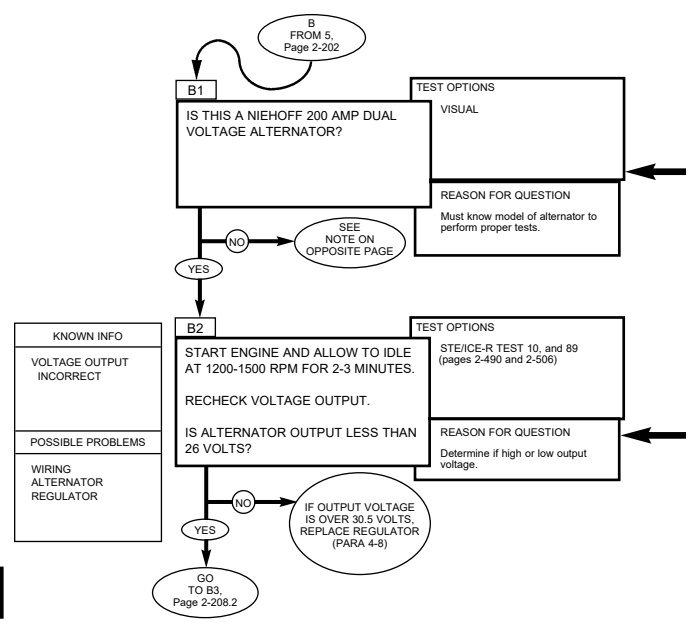 B
FROM 5,
Page 2-202
B1
IS THIS A NIEHOFF 200 AMP DUAL
VOLTAGE ALTERNATOR?
TEST OPTIONS
VISUAL
REASON FOR QUESTION
Must know model of alternator to
perform proper tests.
NO
SEE
NOTE ON
OPPOSITE PAGE
YES
KNOWN INFO
VOLTAGE OUTPUT
INCORRECT
POSSIBLE PROBLEMS
WIRING
ALTERNATOR
REGULATOR
B2
START ENGINE AND ALLOW TO IDLE
AT 1200-1500 RPM FOR 2-3 MINUTES.
RECHECK VOLTAGE OUTPUT.
IS ALTERNATOR OUTPUT LESS THAN
26 VOLTS?
TEST OPTIONS
STE/ICE-R TEST 10, and 89
(pages 2-490 and 2-506)
REASON FOR QUESTION
Determine if high or low output
voltage.
NO
IF OUTPUT VOLTAGE
IS OVER 30.5 VOLTS,
REPLACE REGULATOR
(PARA 4-8)
YES
GO
TO B3,
Page 2-208.2